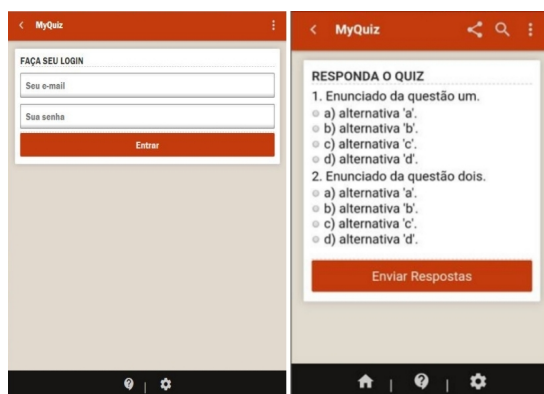 MyQuiz
FAÇA SEU LOGIN
Seu e-mail
Sua senha
Entrar
MyQuiz
RESPONDA O QUIZ
1. Enunciado da questão um.
a) alternativa 'a'.
b) alternativa 'b'.
c) alternativa 'c'.
d) alternativa 'd'.
2. Enunciado da questão dois.
a) alternativa 'a'.
b) alternativa 'b'.
c) alternativa 'c'.
d) alternativa 'd'.
Enviar Respostas